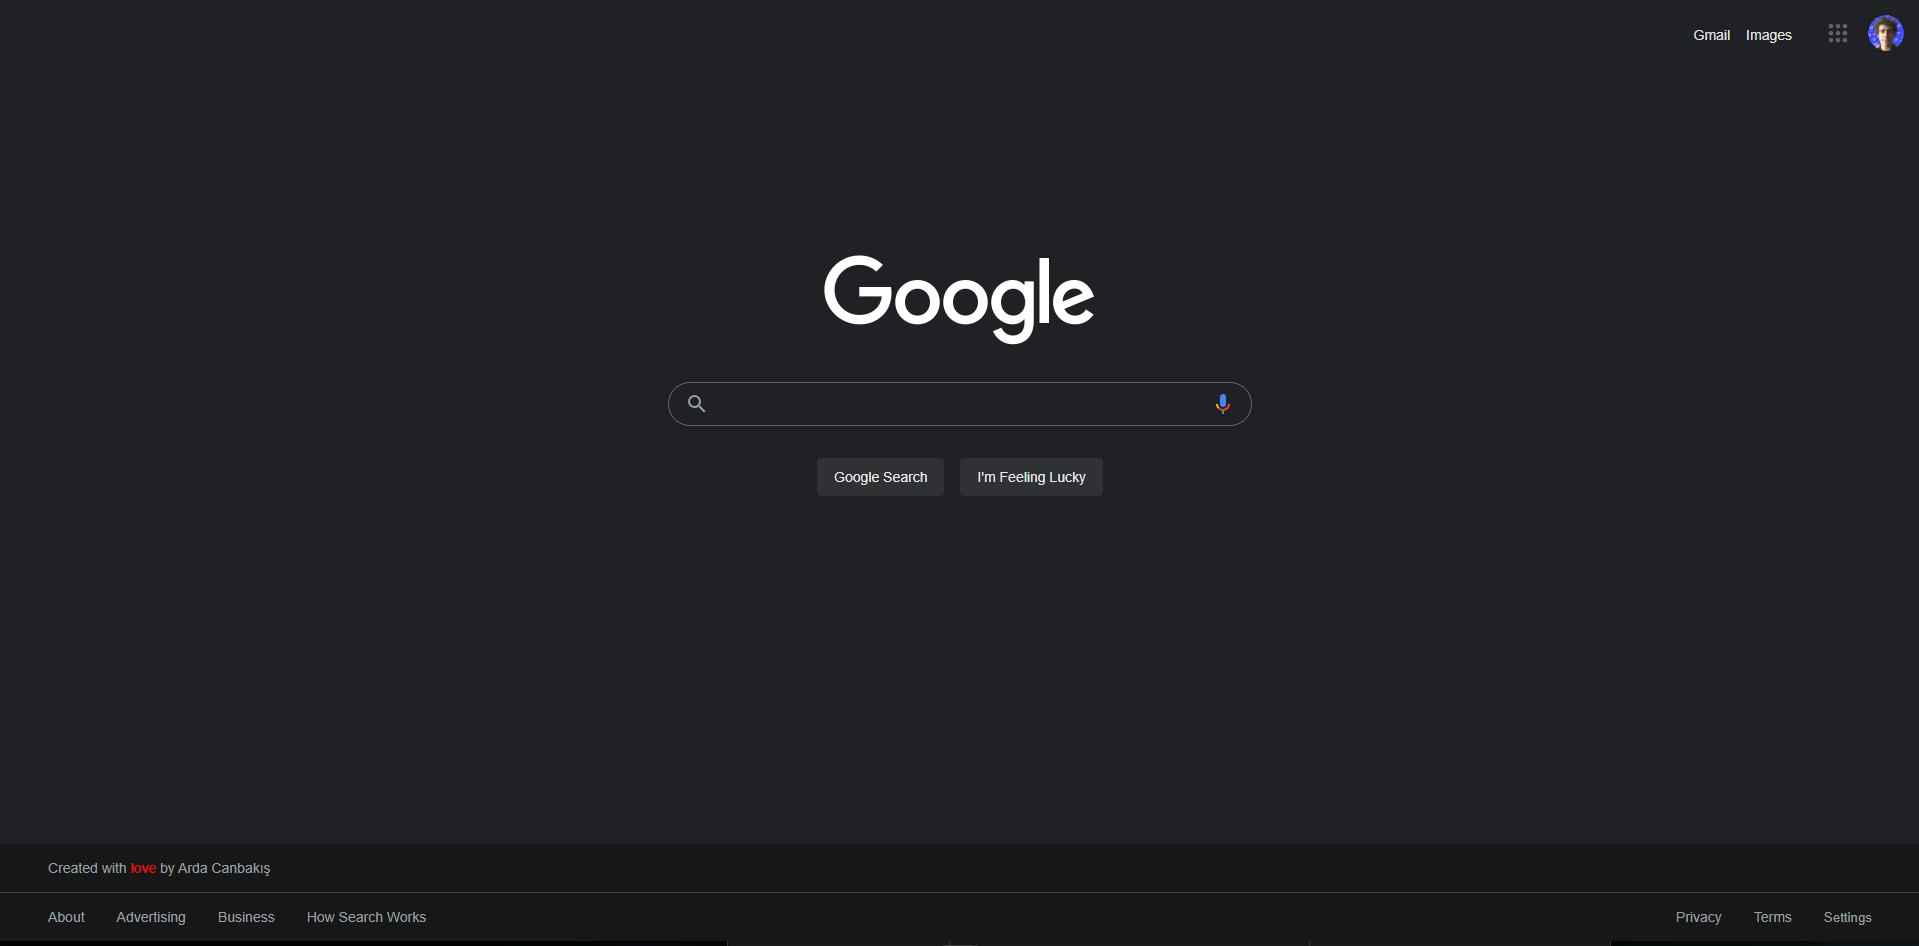 Gmail Images
Google
Google Search I'm Feeling Lucky
Created with love by Arda Canbakış
About Advertising Business How Search Works Privacy Terms Settings